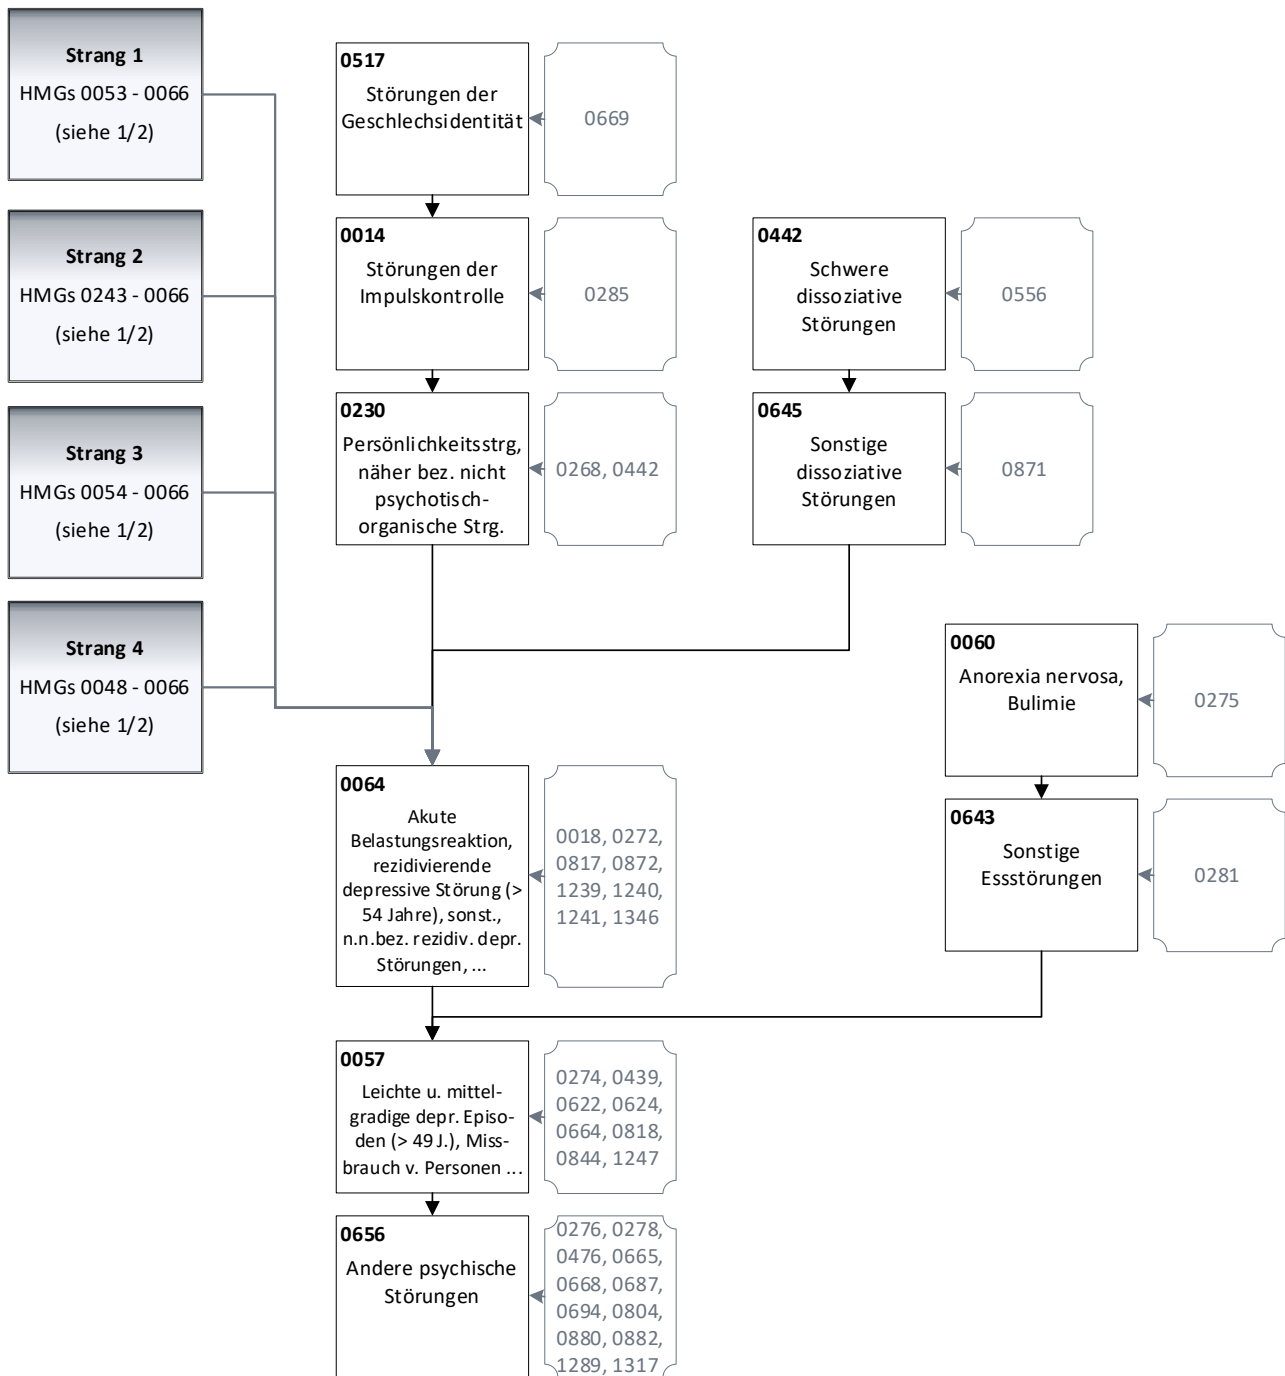 Strang 1
HMGs 0053 - 0066
(siehe 1/2)
Strang 2
HMGs 0243 - 0066
(siehe 1/2)
Strang 3
HMGs 0054 - 0066
(siehe 1/2)
Strang 4
HMGs 0048 - 0066
(siehe 1/2)
0517
Störungen der
Geschlechsidentität
0669
0014
Störungen der
Impulskontrolle
0285
0442
Schwere
dissoziative
Störungen
0556
0230
Persönlichkeitsstrg,
näher bez. nicht
psychotisch-
organische Strg.
0268, 0442
0645
Sonstige
dissoziative
Störungen
0871
0060
Anorexia nervosa,
Bulimie
0275
0064
Akute
Belastungsreaktion,
rezidivierende
depressive Störung (>
54 Jahre), sonst.,
n.n.bez. rezidiv. depr.
Störungen, ...
0018, 0272,
0817, 0872,
1239, 1240,
1241, 1346
0643
Sonstige
Essstörungen
0281
0057
Leichte u. mittel-
gradige depr. Episo-
den (> 49 J.), Miss-
brauch v. Personen ...
0274, 0439,
0622, 0624,
0664, 0818,
0844, 1247
0656
Andere psychische
Störungen
0276, 0278,
0476, 0665,
0668, 0687,
0694, 0804,
0880, 0882,
1289, 1317